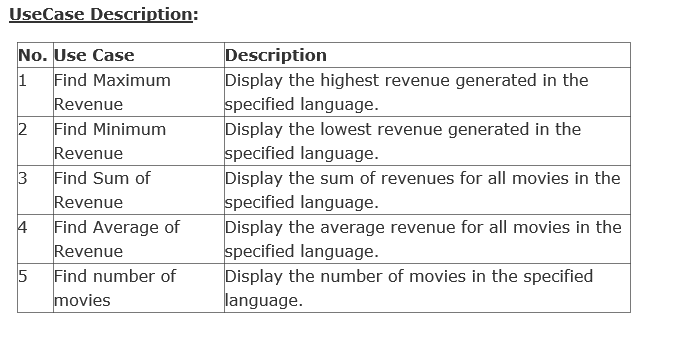 UseCase Description:
No. Use Case Description
1 Find Maximum Display the highest revenue generated in the
Revenue specified language.
2 Find Minimum Display the lowest revenue generated in the
Revenue specified language.
3 Find Sum of Display the sum of revenues for all movies in the
Revenue specified language.
4 Find Average of Display the average revenue for all movies in the
Revenue specified language.
5 Find number of Display the number of movies in the specified
movies language.